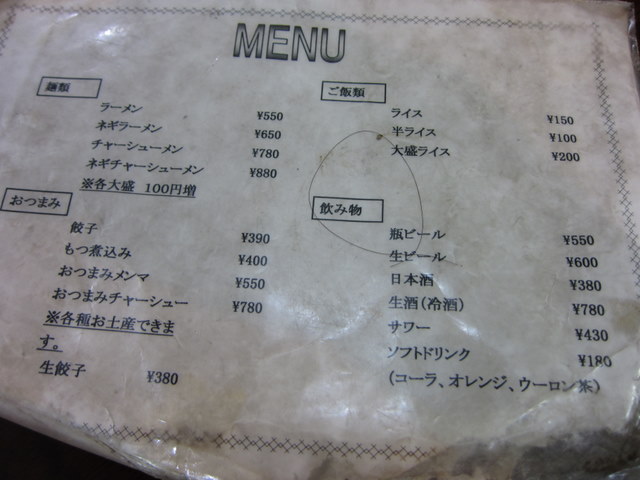 MENU
麺類
ラーメン ¥550
ネギラーメン ¥650
チャーシューメン ¥780
ネギチャーシューメン ¥880
※各大盛 100円増
おつまみ
餃子 ¥390
もつ煮込み ¥400
おつまみメンマ ¥550
おつまみチャーシュー ¥780
※各種お土産できま
す。
生餃子 ¥380
ご飯類
ライス ¥150
半ライス ¥100
大盛ライス ¥200
飲み物
瓶ビール ¥550
生ビール ¥600
日本酒 ¥380
生酒(冷酒) ¥780
サワー ¥430
ソフトドリンク ¥180
(コーラ、オレンジ、ウーロン茶)